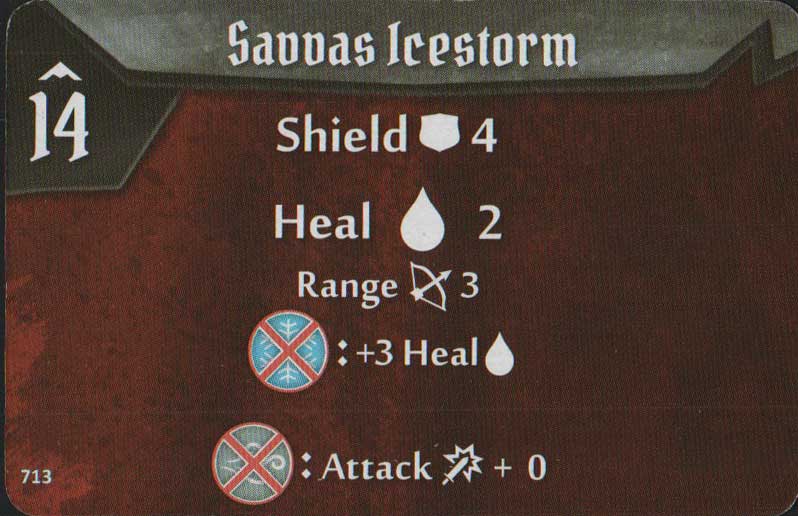 Savvas Icestorm
14
Shield 4
Heal 2
Range 3
: +3 Heal
: Attack + 0
713